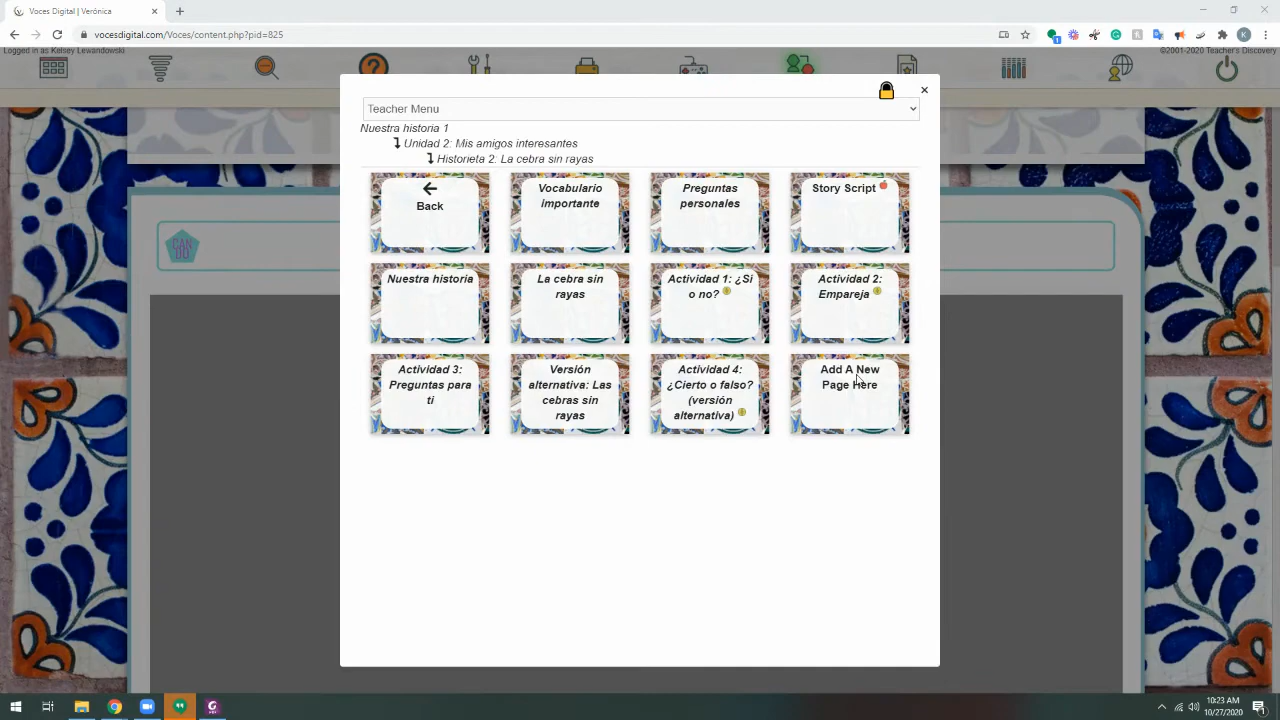 Voces Digital | Verónica
vocesdigital.com/Voces/content.php?pid=825
K
Logged in as Kelsey Lewandowski
©2001-2020 Teacher's Discovery
Teacher Menu
Nuestra historia 1
Unidad 2: Mis amigos interesantes
Historieta 2: La cebra sin rayas
Back
Vocabulario
importante
Preguntas
personales
Story Script
CAN
DO
Nuestra historia
La cebra sin
rayas
Actividad 1: ¿Sí
o no?
Actividad 2:
Empareja
Actividad 3:
Preguntas para
ti
Versión
alternativa: Las
cebras sin
rayas
Actividad 4:
¿Cierto o falso?
(versión
alternativa)
Add A New
Page Here
10:23 AM
10/27/2020